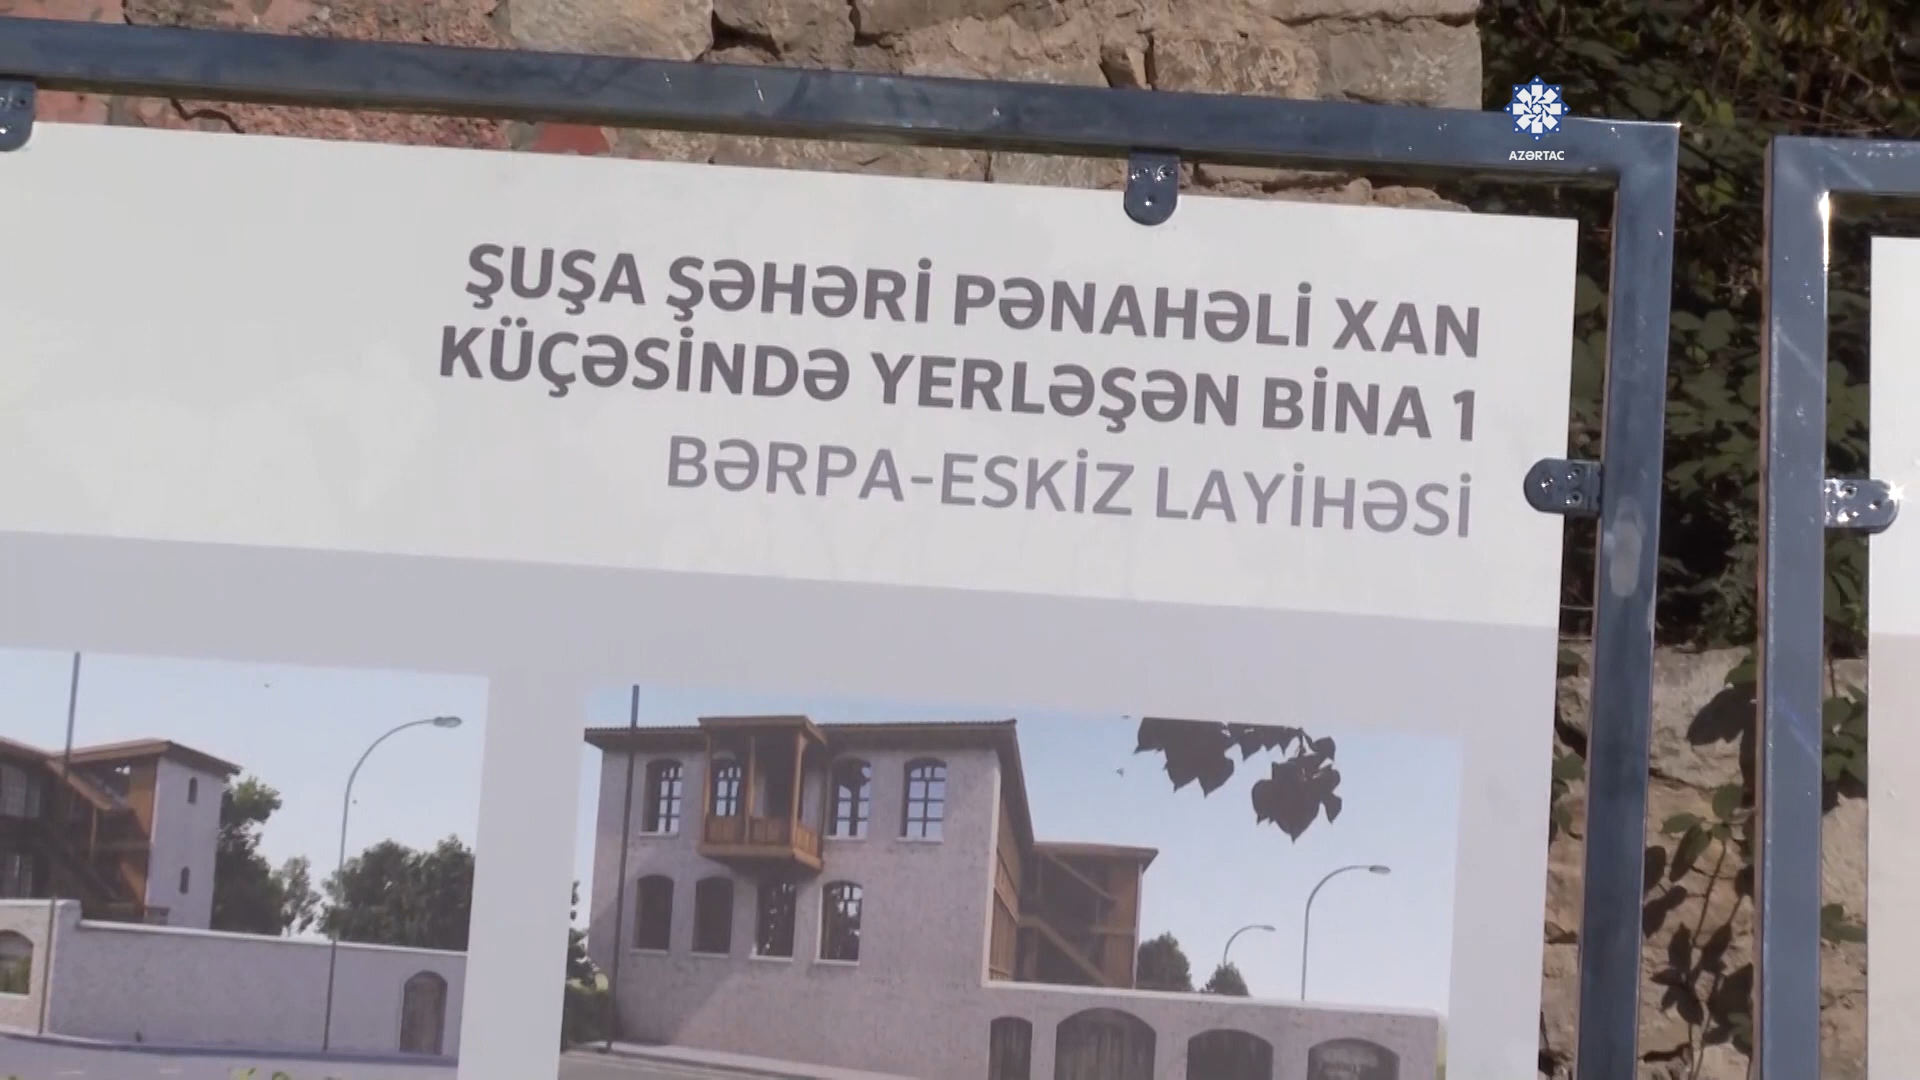 AZƏRTAC
ŞUŞA ŞƏHƏRİ PƏNAHƏLİ XAN
KÜÇƏSİNDƏ YERLƏŞƏN BİNA 1
BƏRPA-ESKİZ LAYİHƏSİ